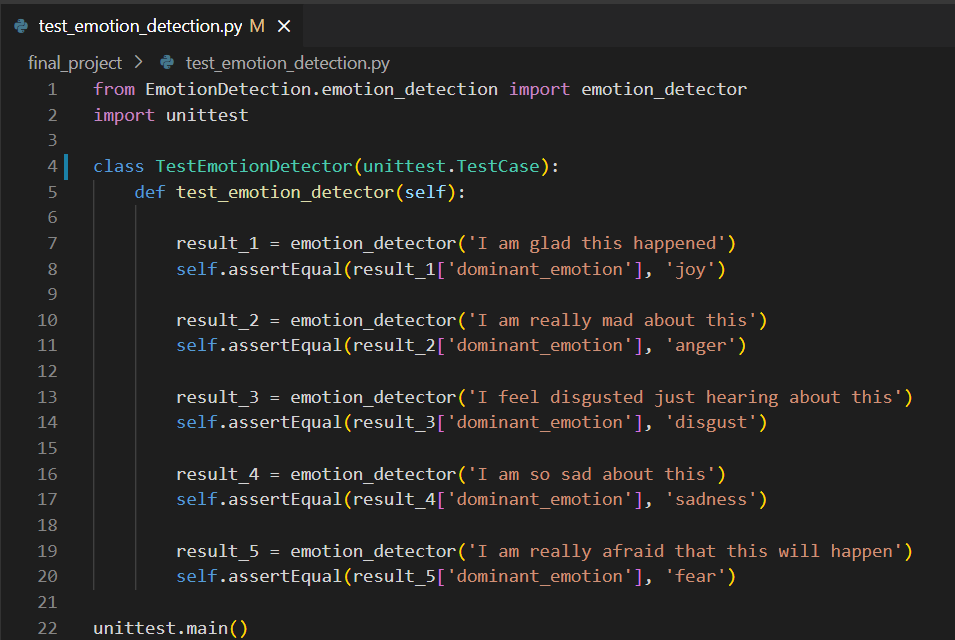 test_emotion_detection.py M
final_project > test_emotion_detection.py
1 from EmotionDetection.emotion_detection import emotion_detector
2 import unittest
3
4 class TestEmotionDetector(unittest.TestCase):
5     def test_emotion_detector(self):
6
7         result_1 = emotion_detector('I am glad this happened')
8         self.assertEqual(result_1['dominant_emotion'], 'joy')
9
10         result_2 = emotion_detector('I am really mad about this')
11         self.assertEqual(result_2['dominant_emotion'], 'anger')
12
13         result_3 = emotion_detector('I feel disgusted just hearing about this')
14         self.assertEqual(result_3['dominant_emotion'], 'disgust')
15
16         result_4 = emotion_detector('I am so sad about this')
17         self.assertEqual(result_4['dominant_emotion'], 'sadness')
18
19         result_5 = emotion_detector('I am really afraid that this will happen')
20         self.assertEqual(result_5['dominant_emotion'], 'fear')
21
22 unittest.main()